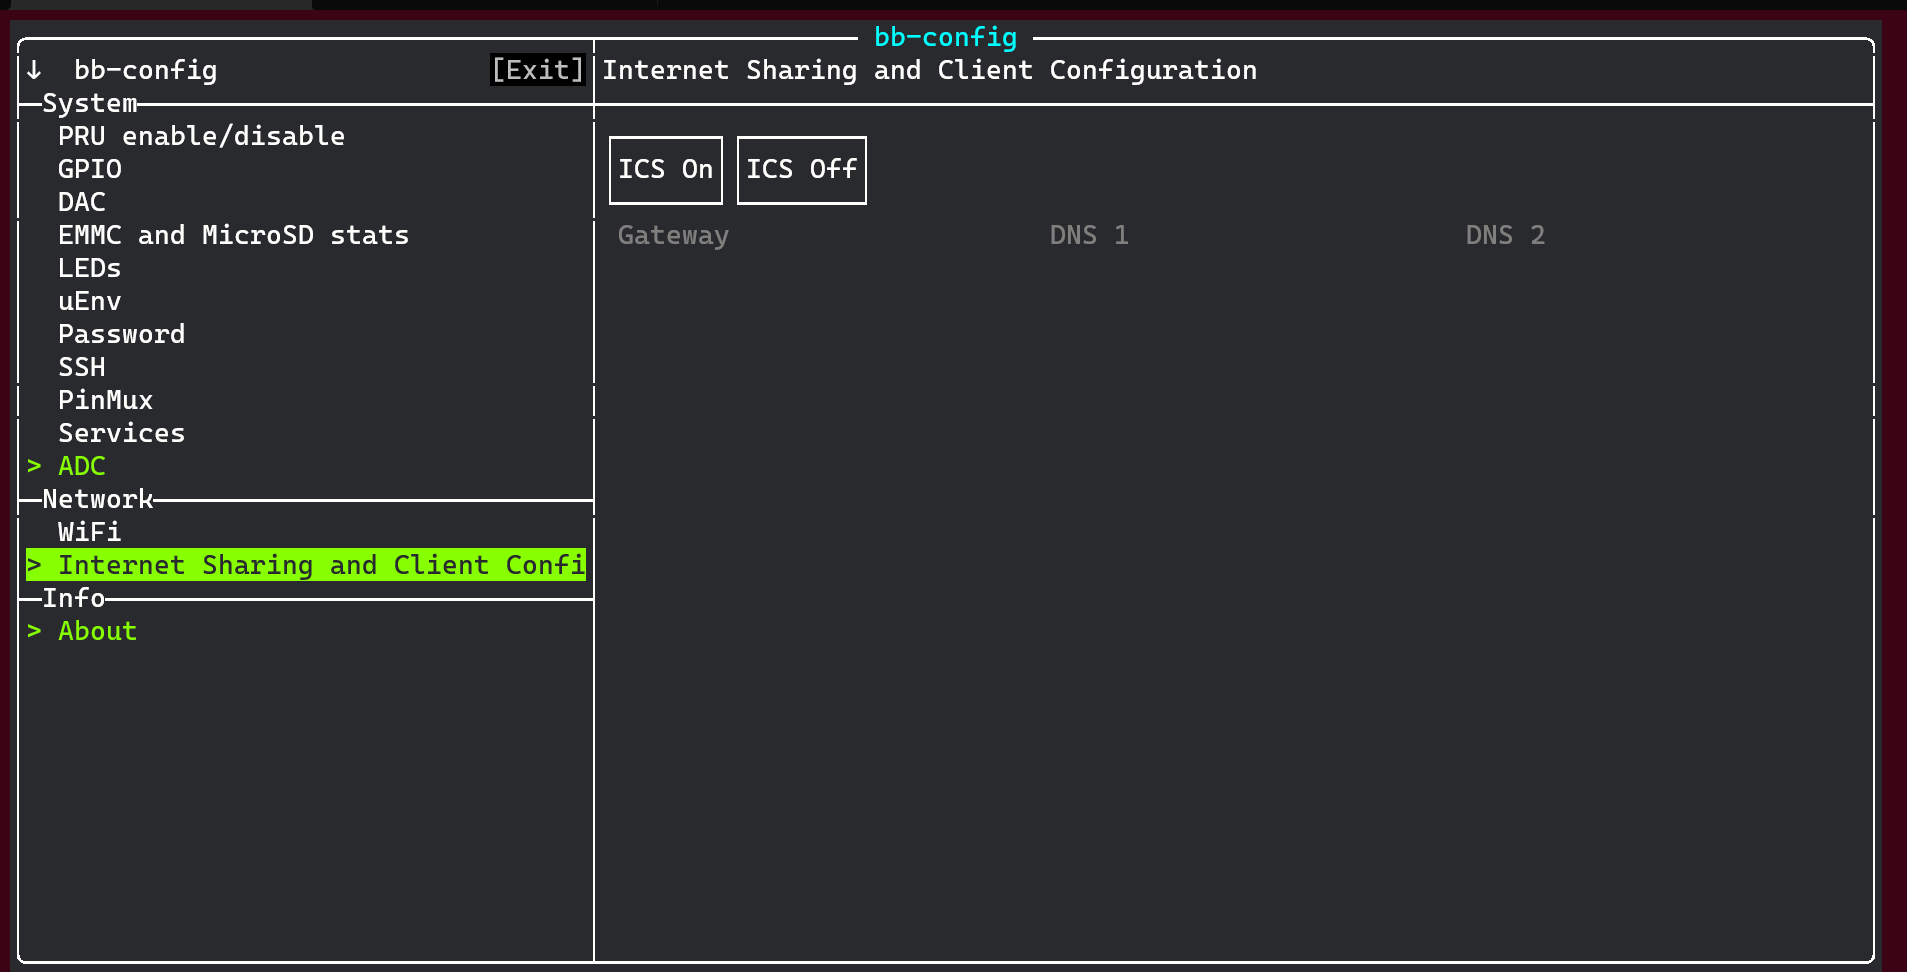 bb-config
↓ bb-config [Exit]
Internet Sharing and Client Configuration
System
PRU enable/disable
GPIO
DAC
EMMC and MicroSD stats
LEDs
uEnv
Password
SSH
PinMux
Services
> ADC
Network
WiFi
> Internet Sharing and Client Confi
Info
> About
ICS On ICS Off
Gateway DNS 1 DNS 2